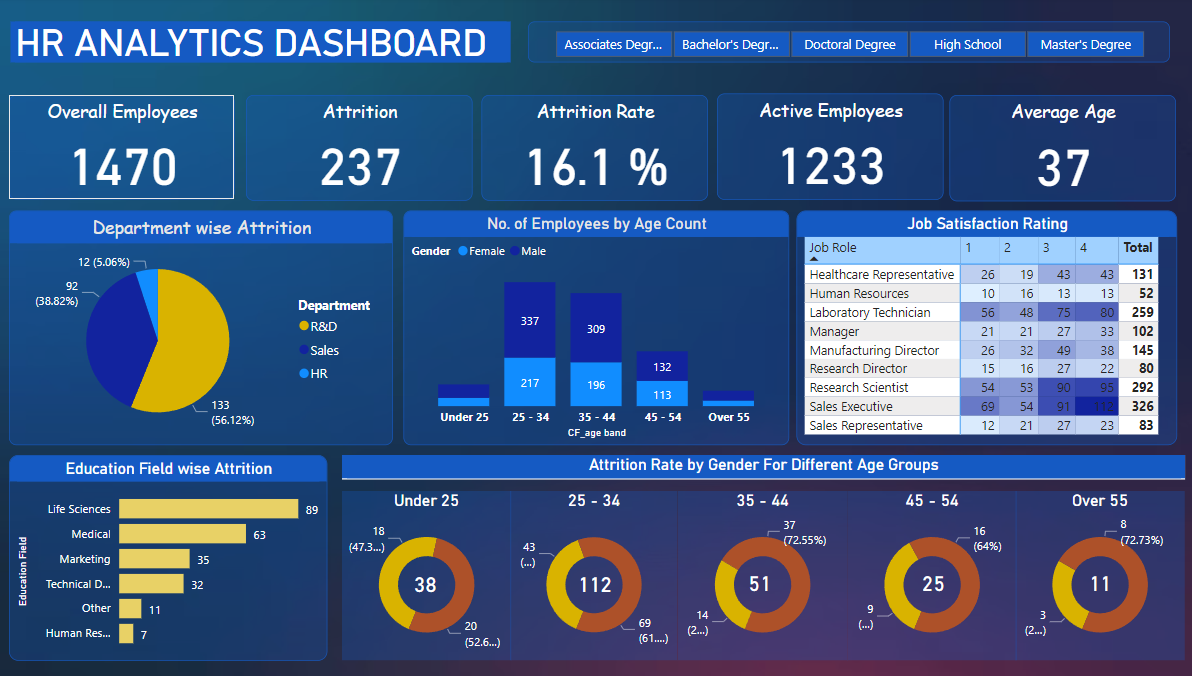 HR ANALYTICS DASHBOARD
Associates Degr...
Bachelor's Degr...
Doctoral Degree
High School
Master's Degree
Overall Employees
1470
Attrition
237
Attrition Rate
16.1 %
Active Employees
1233
Average Age
37
Department wise Attrition
12 (5.06%)
92
(38.82%)
133
(56.12%)
Department
R&D
Sales
HR
No. of Employees by Age Count
Gender Female Male
337
309
132
217
196
113
Under 25 25 - 34 35 - 44 45 - 54 Over 55
CF_age band
Job Satisfaction Rating
Job Role 1 2 3 4 Total
Healthcare Representative 26 19 43 43 131
Human Resources 10 16 13 13 52
Laboratory Technician 56 48 75 80 259
Manager 21 21 27 33 102
Manufacturing Director 26 32 49 38 145
Research Director 15 16 27 22 80
Research Scientist 54 53 90 95 292
Sales Executive 69 54 91 326
Sales Representative 12 21 27 23 83
Education Field wise Attrition
Education Field
Life Sciences 89
Medical 63
Marketing 35
Technical D... 32
Other 11
Human Res... 7
Attrition Rate by Gender For Different Age Groups
Under 25
18
(47.3...)
38
20
(52.6...)
25 - 34
43
(...)
112
69
(61....)
35 - 44
37
(72.55%)
51
14
(2...)
45 - 54
16
(64%)
25
9
(...)
Over 55
8
(72.73%)
11
3
(2...)